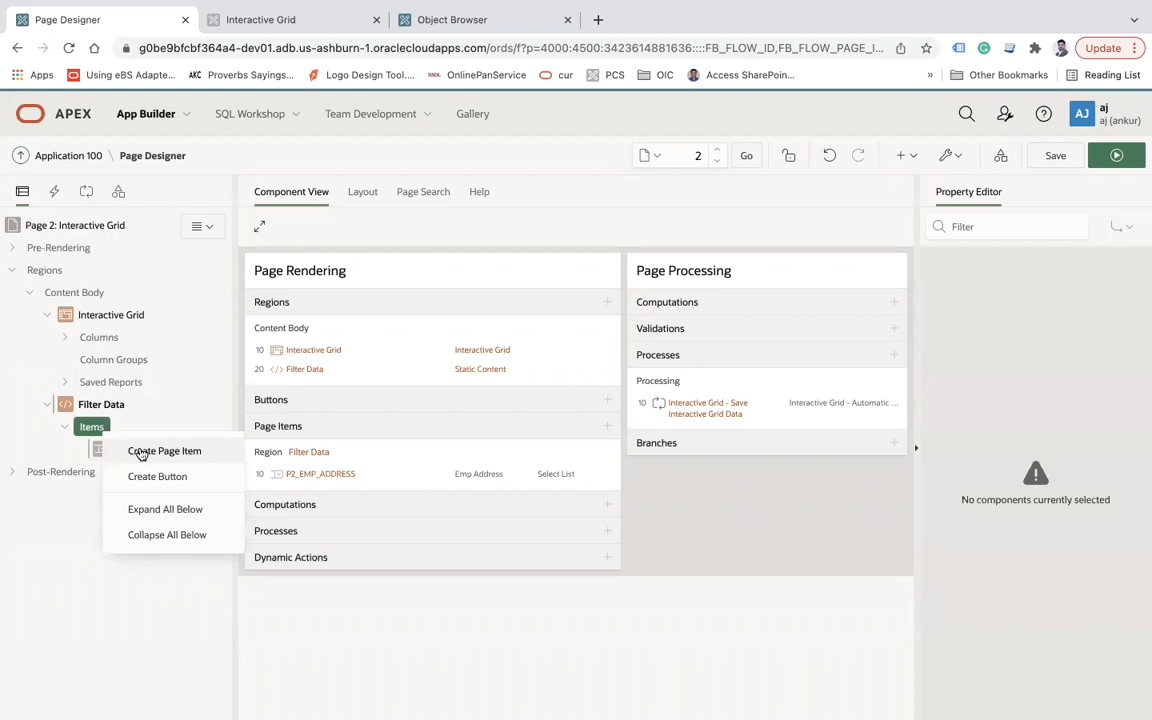 Page Designer
Interactive Grid
Object Browser
g0be9bfcbf364a4-dev01.adb.us-ashburn-1.oraclecloudapps.com/ords/f?p=4000:4500:3423614881636::::FB_FLOW_ID,FB_FLOW_PAGE_I...
Update
Apps
Using eBS Adapte...
AKC Proverbs Sayings...
Logo Design Tool....
OnlinePanService
cur
PCS
OIC
Access SharePoin...
»
Other Bookmarks
Reading List
APEX
App Builder
SQL Workshop
Team Development
Gallery
AJ
aj
aj (ankur)
Application 100 \ Page Designer
2
Go
Save
Component View
Layout
Page Search
Help
Property Editor
Page 2: Interactive Grid
Filter
Pre-Rendering
Regions
Content Body
Interactive Grid
Columns
Column Groups
Saved Reports
Filter Data
Items
Create Page Item
Create Button
Expand All Below
Collapse All Below
Post-Rendering
Page Rendering
Regions
Content Body
10 Interactive Grid Interactive Grid
20 Filter Data Static Content
Buttons
Page Items
Region Filter Data
10 P2_EMP_ADDRESS Emp Address Select List
Computations
Processes
Dynamic Actions
Page Processing
Computations
Validations
Processes
Processing
10 Interactive Grid - Save Interactive Grid - Automatic ...
Interactive Grid Data
Branches
No components currently selected